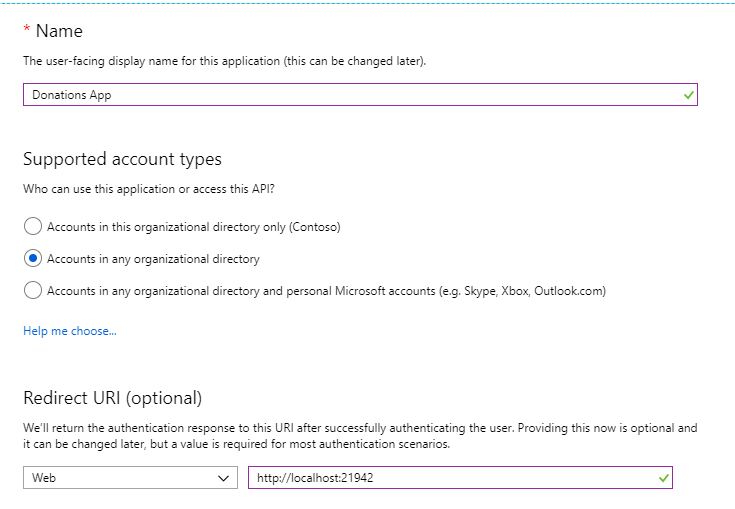 * Name
The user-facing display name for this application (this can be changed later).
Donations App
Supported account types
Who can use this application or access this API?
Accounts in this organizational directory only (Contoso)
Accounts in any organizational directory
Accounts in any organizational directory and personal Microsoft accounts (e.g. Skype, Xbox, Outlook.com)
Help me choose...
Redirect URI (optional)
We'll return the authentication response to this URI after successfully authenticating the user. Providing this now is optional and
it can be changed later, but a value is required for most authentication scenarios.
Web http://localhost:21942